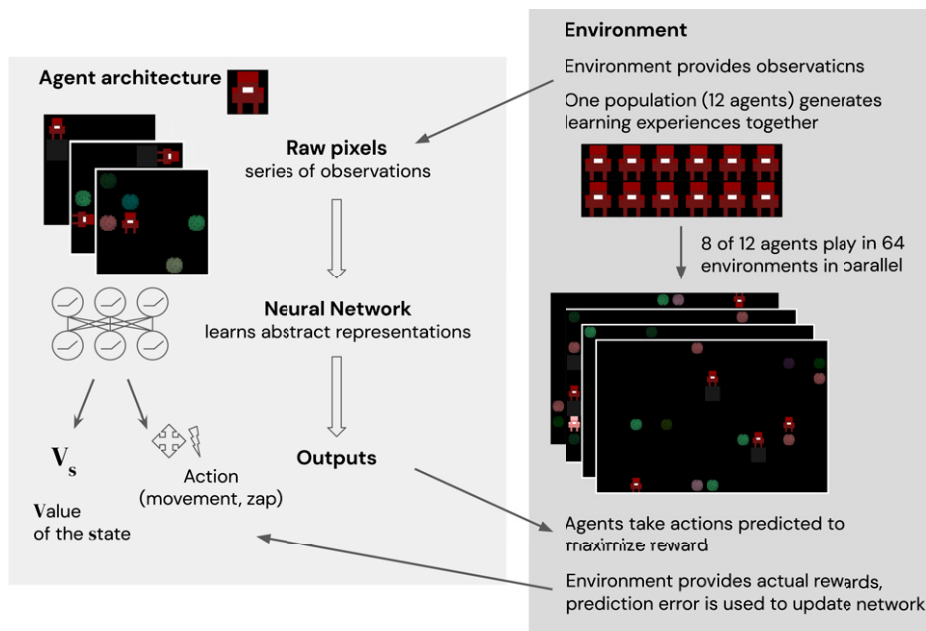 Agent architecture
Raw pixels
series of observations
Neural Network
learns abstract representations
Vs
Value
of the state
Action
(movement, zap)
Outputs
Environment
Environment provides observations
One population (12 agents) generates
learning experiences together
8 of 12 agents play in 64
environments in parallel
Agents take actions predicted to
maximize reward
Environment provides actual rewards,
prediction error is used to update network